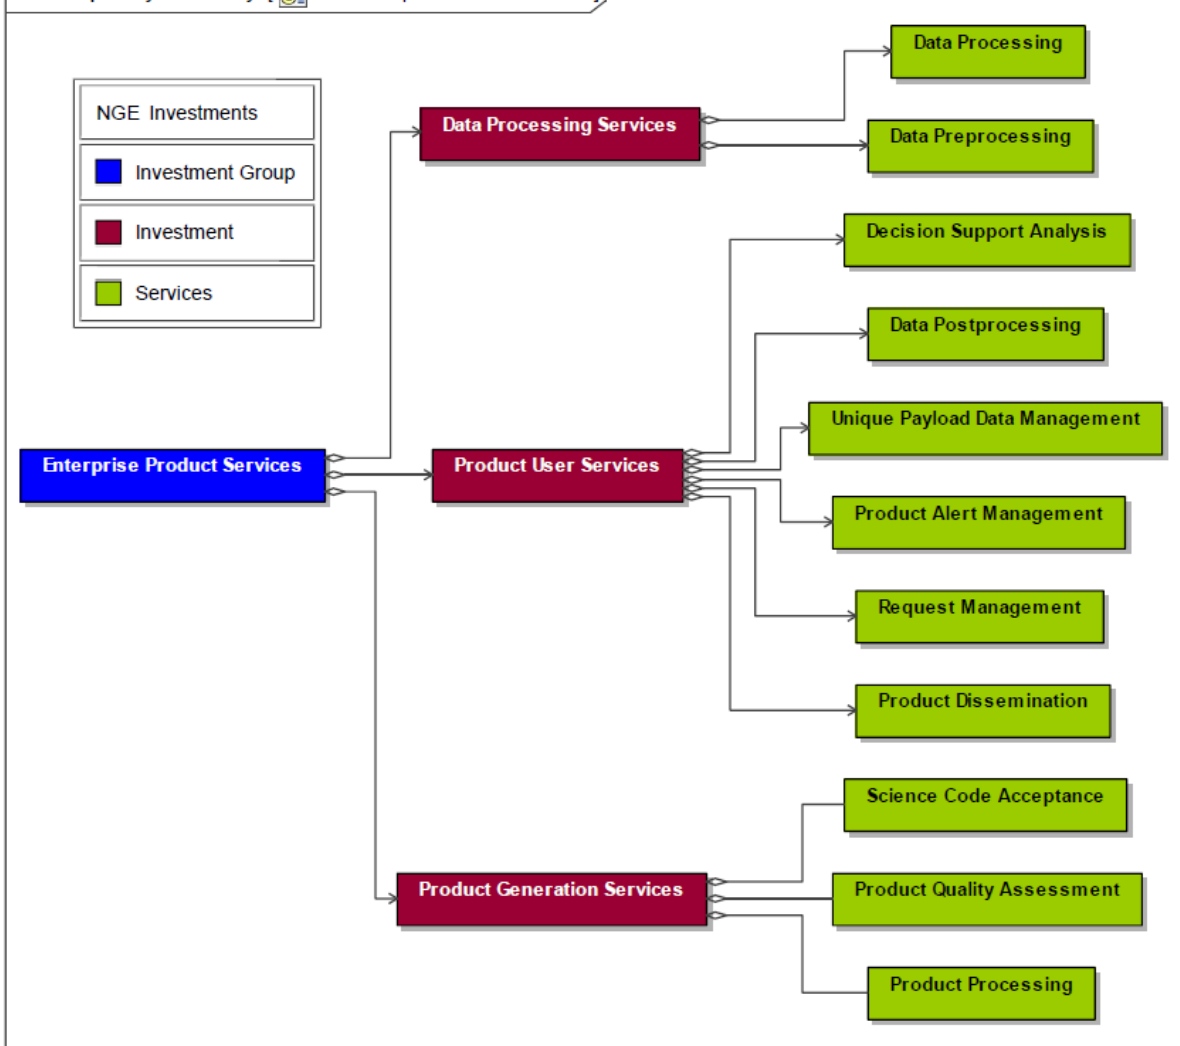 NGE Investments
Investment Group
Investment
Services
Enterprise Product Services
Data Processing Services
Data Processing
Data Preprocessing
Product User Services
Decision Support Analysis
Data Postprocessing
Unique Payload Data Management
Product Alert Management
Request Management
Product Dissemination
Product Generation Services
Science Code Acceptance
Product Quality Assessment
Product Processing